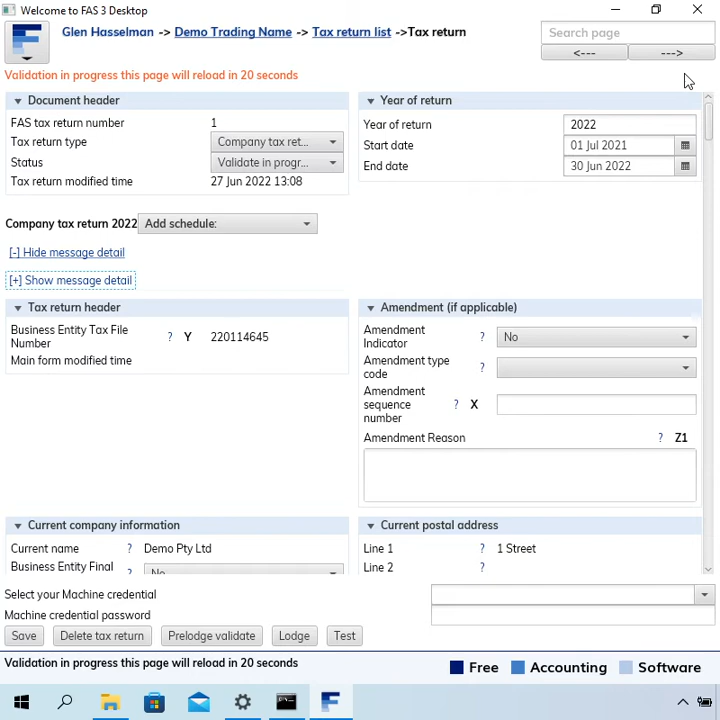 Welcome to FAS 3 Desktop
Glen Hasselman -> Demo Trading Name -> Tax return list ->Tax return
Search page
<---
--->
Validation in progress this page will reload in 20 seconds
Document header
FAS tax return number 1
Tax return type Company tax ret...
Status Validate in progr...
Tax return modified time 27 Jun 2022 13:08
Year of return
Year of return 2022
Start date 01 Jul 2021
End date 30 Jun 2022
Company tax return 2022 Add schedule:
[-] Hide message detail
[+] Show message detail
Tax return header
Business Entity Tax File Number ? Y 220114645
Main form modified time
Amendment (if applicable)
Amendment Indicator ? No
Amendment type code ?
Amendment sequence number ? X
Amendment Reason ? Z1
Current company information
Current name ? Demo Pty Ltd
Business Entity Final ? No
Current postal address
Line 1 ? 1 Street
Line 2 ?
Select your Machine credential
Machine credential password
Save Delete tax return Prelodge validate Lodge Test
Validation in progress this page will reload in 20 seconds
Free Accounting Software